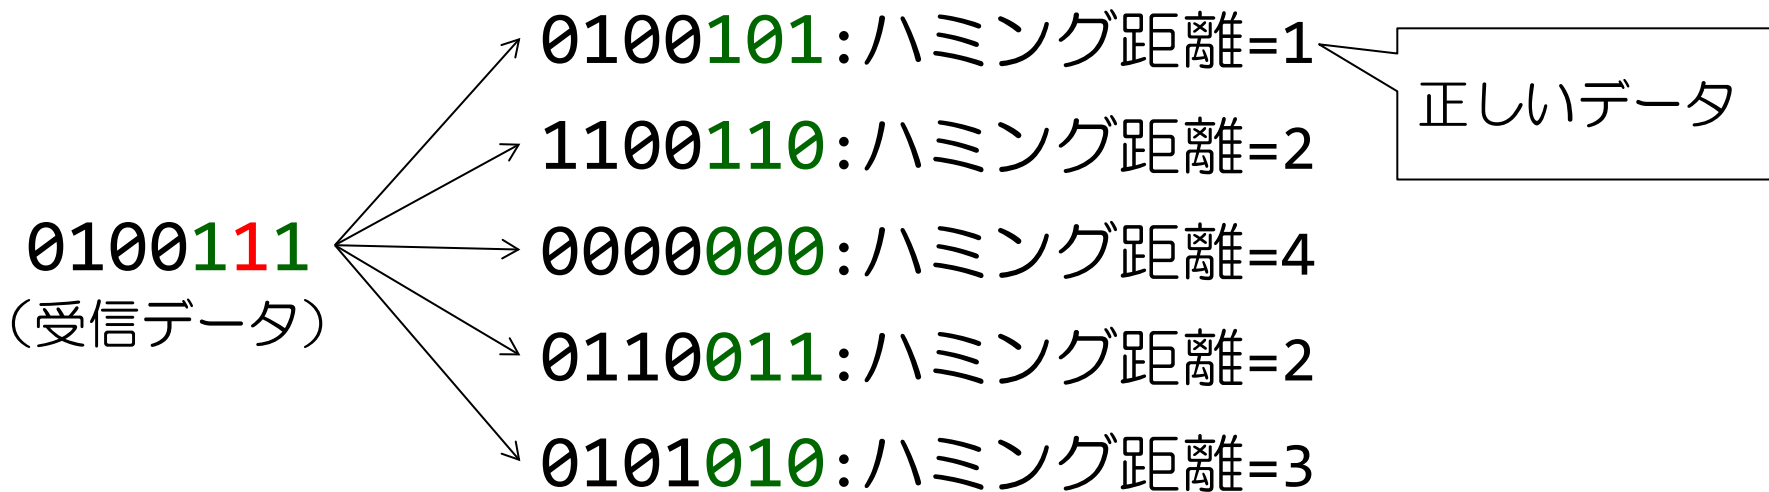 0100101:ハミング距離=1
正しいデータ
1100110:ハミング距離=2
0100111
(受信データ)
0000000:ハミング距離=4
0110011:ハミング距離=2
0101010:ハミング距離=3